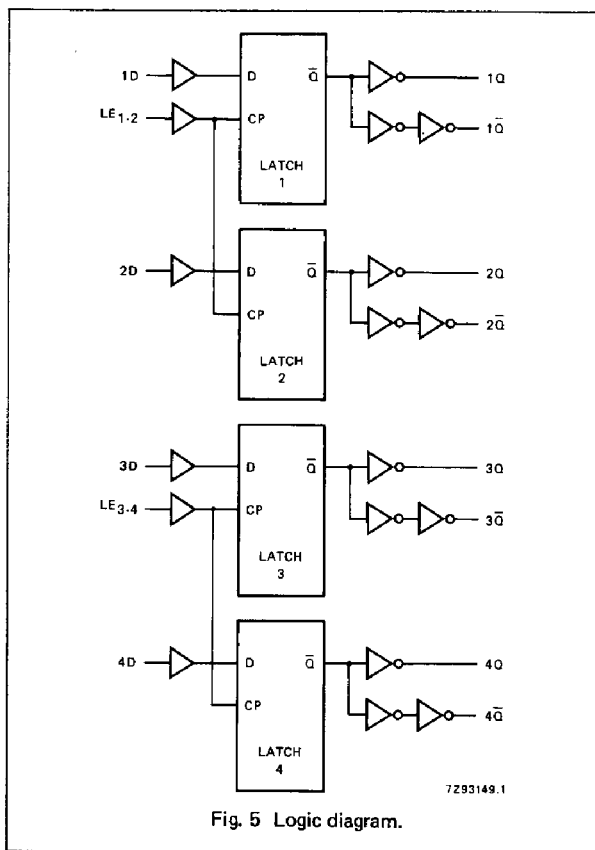 1D
D
Q̅
1Q
LE1-2
CP
1Q̅
LATCH
1
2D
D
Q̅
2Q
CP
2Q̅
LATCH
2
3D
D
Q̅
3Q
LE3-4
CP
3Q̅
LATCH
3
4D
D
Q̅
4Q
CP
4Q̅
LATCH
4
7Z93149.1
Fig. 5 Logic diagram.